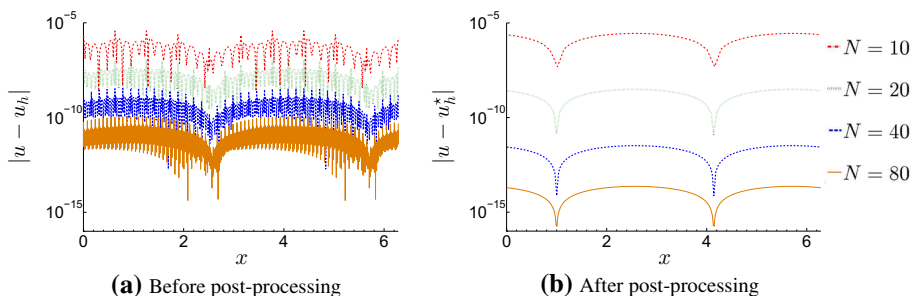 10⁻⁵
10⁻¹⁰
10⁻¹⁵
|u − u_h|
0 2 4 6
x
(a) Before post-processing
10⁻⁵
10⁻¹⁰
10⁻¹⁵
|u − u_h^⋆|
0 2 4 6
x
(b) After post-processing
N = 10
N = 20
N = 40
N = 80